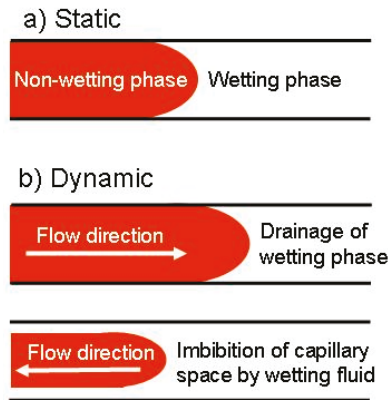 a) Static
Non-wetting phase
Wetting phase
b) Dynamic
Flow direction
Drainage of
wetting phase
Flow direction
Imbibition of capillary
space by wetting fluid